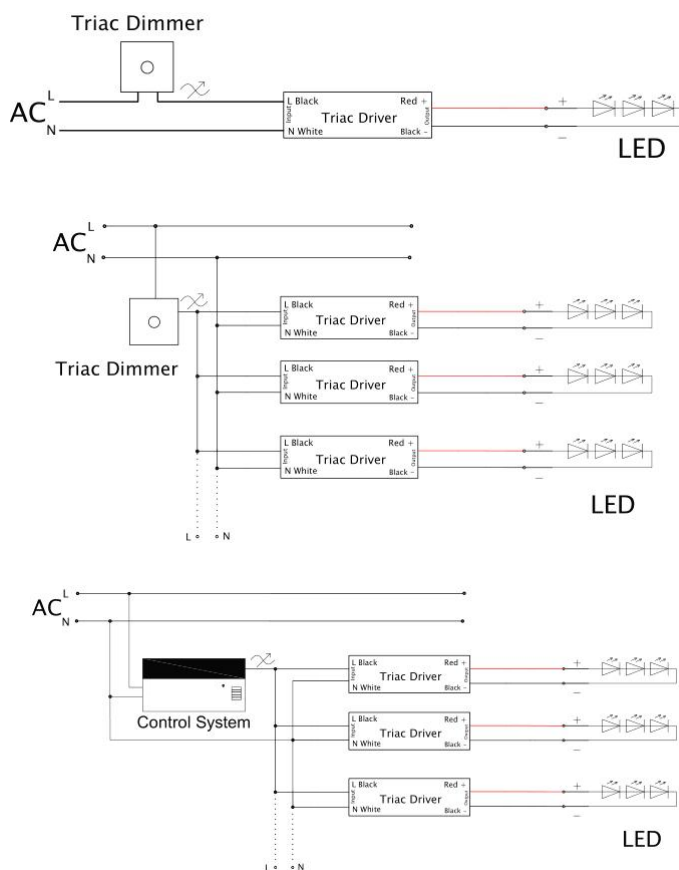 Triac Dimmer
L
AC
N
L Black
N White
Input
Triac Driver
Red +
Black -
Output
+
−
LED
L
AC
N
Triac Dimmer
L Black
N White
Input
Triac Driver
Red +
Black -
Output
+
−
L Black
N White
Input
Triac Driver
Red +
Black -
Output
+
−
L Black
N White
Input
Triac Driver
Red +
Black -
Output
+
−
LED
L N
L
AC
N
Control System
L Black
N White
Input
Triac Driver
Red +
Black -
Output
+
−
L Black
N White
Input
Triac Driver
Red +
Black -
Output
+
−
L Black
N White
Input
Triac Driver
Red +
Black -
Output
+
−
LED
L N